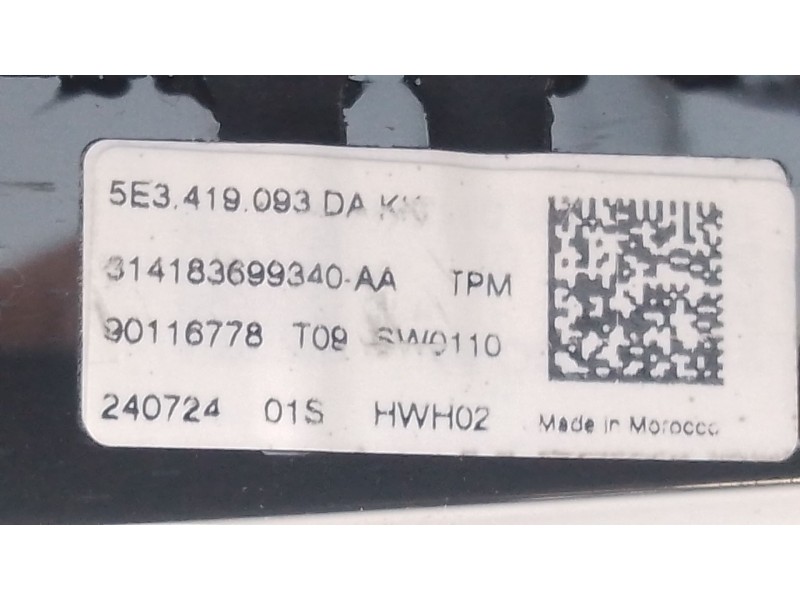 5E3.419.093 DA
314183699340-AA TPM
90116778 T09 SW0110
240724 01S HWH02
Made in Morocco